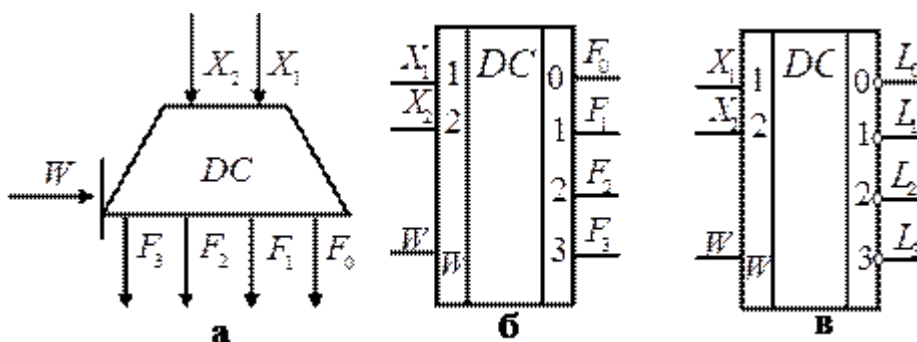 X₂ X₁
W
DC
F₃ F₂ F₁ F₀
а
X₁ 1 DC 0 F₀
X₂ 2 1 F₁
2 F₂
W W 3 F₃
б
X₁ 1 DC 0 L₀
X₂ 2 1 L₁
2 L₂
W W 3 L₃
в